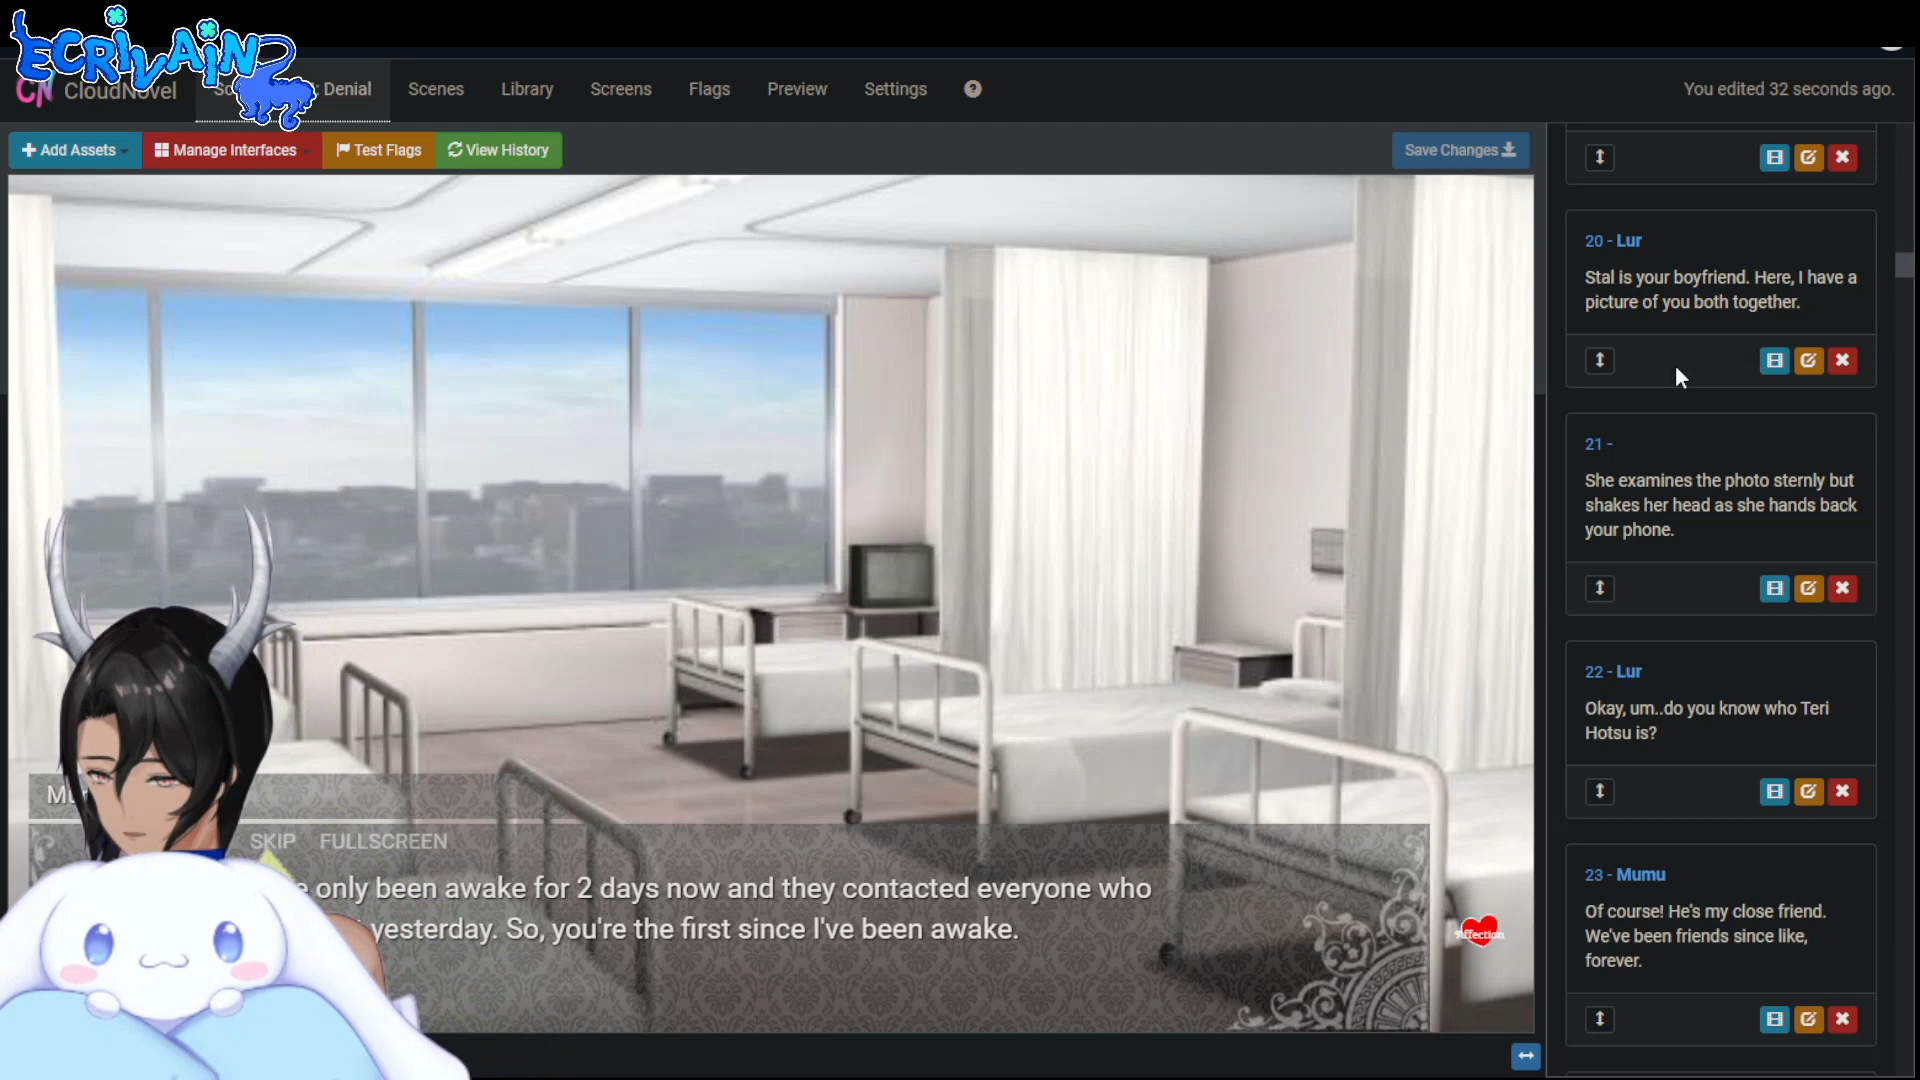 ECRIVAIN
CN CloudNovel
Denial
Scenes
Library
Screens
Flags
Preview
Settings
?
You edited 32 seconds ago.
Add Assets
Manage Interfaces
Test Flags
View History
Save Changes
20 - Lur
Stal is your boyfriend. Here, I have a
picture of you both together.
21 -
She examines the photo sternly but
shakes her head as she hands back
your phone.
22 - Lur
Okay, um..do you know who Teri
Hotsu is?
23 - Mumu
Of course! He's my close friend.
We've been friends since like,
forever.
SKIP FULLSCREEN
only been awake for 2 days now and they contacted everyone who
yesterday. So, you're the first since I've been awake.
Affection